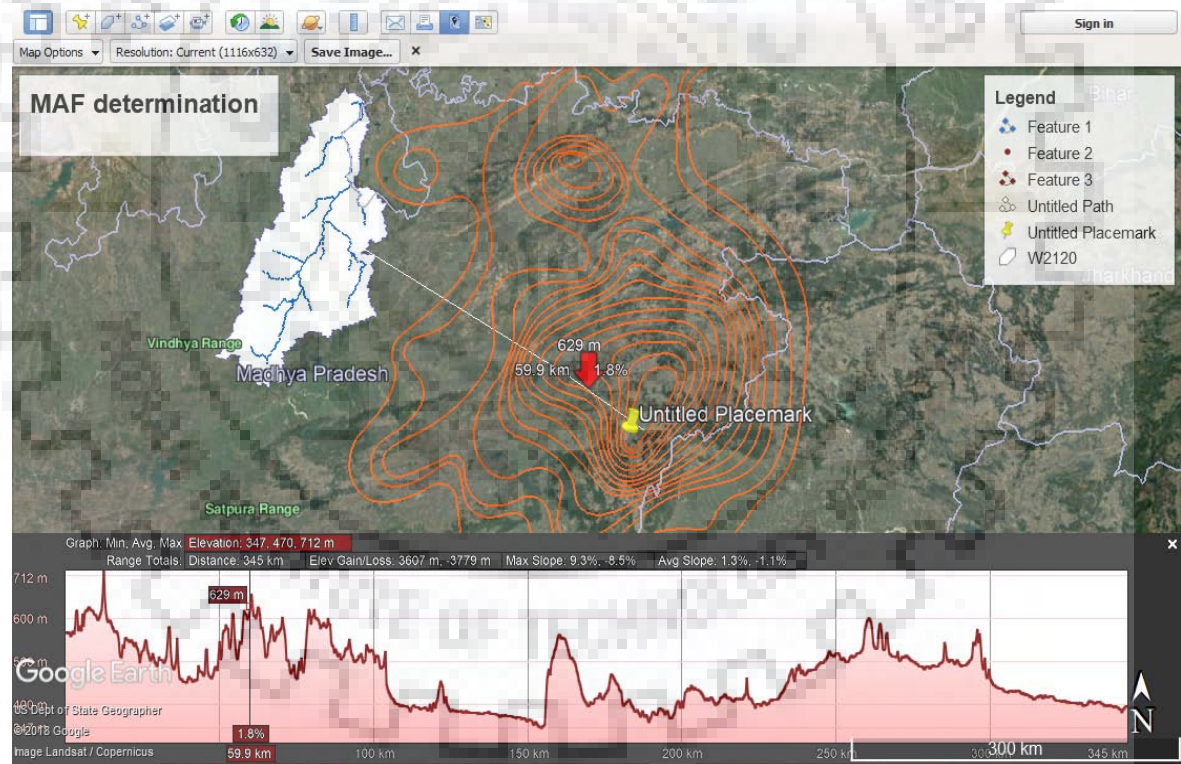 Sign in
Map Options Resolution: Current (1116x632) Save Image...
MAF determination
Legend
Feature 1
Feature 2
Feature 3
Untitled Path
Untitled Placemark
W2120
Bihar
Jharkhand
Vindhya Range
Madhya Pradesh
629 m
59.9 km 1.8%
Untitled Placemark
Satpura Range
Graph: Min, Avg, Max Elevation: 347, 470, 712 m
Range Totals: Distance: 345 km Elev Gain/Loss: 3607 m, -3779 m Max Slope: 9.3%, -8.5% Avg Slope: 1.3%, -1.1%
712 m
629 m
600 m
Google Earth
US Dept of State Geographer
Google
1.8%
Image Landsat / Copernicus
59.9 km 100 km 150 km 200 km 250 km 345 km
300 km
N